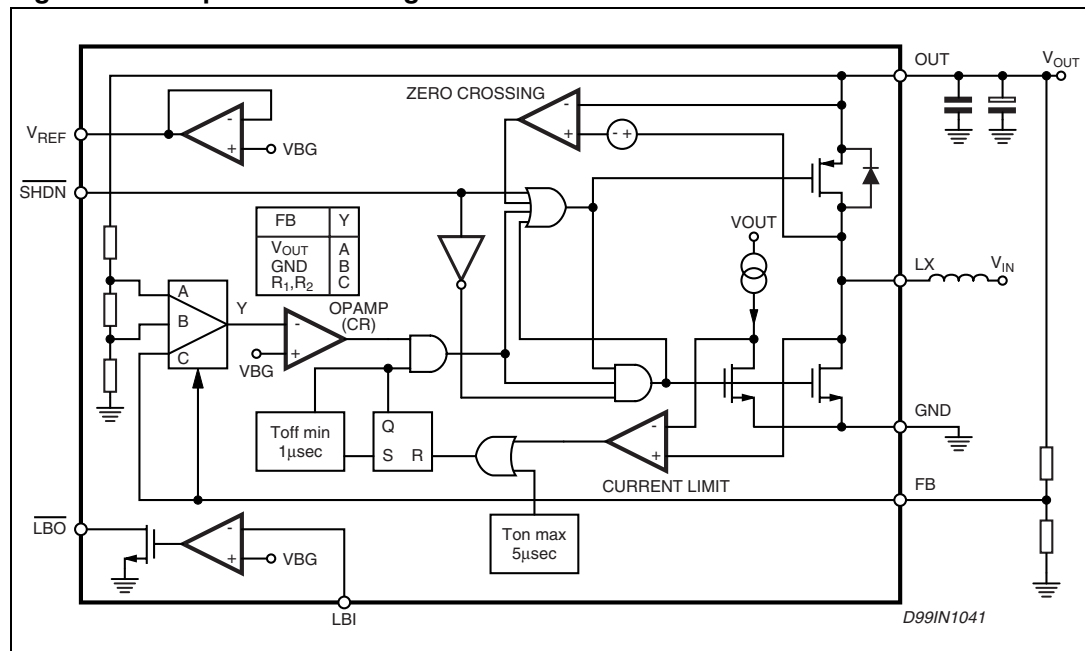 OUT
VOUT
ZERO CROSSING
-
+
- +
VREF
-
+
VBG
SHDN
FB Y
VOUT A
GND B
R1,R2 C
VOUT
LX
VIN
A
B
C
Y
OPAMP
(CR)
-
+
VBG
GND
Toff min
1µsec
Q
S R
-
+
CURRENT LIMIT
FB
LBO
-
+
VBG
Ton max
5µsec
LBI
D99IN1041